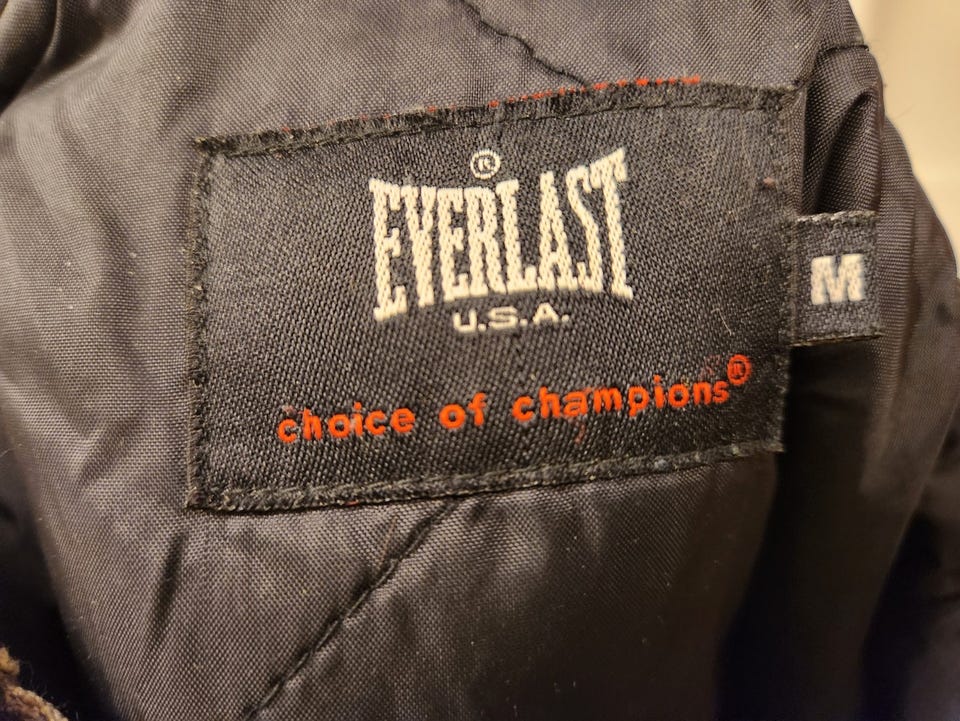 ®
EVERLAST
U.S.A.
choice of champions®
M